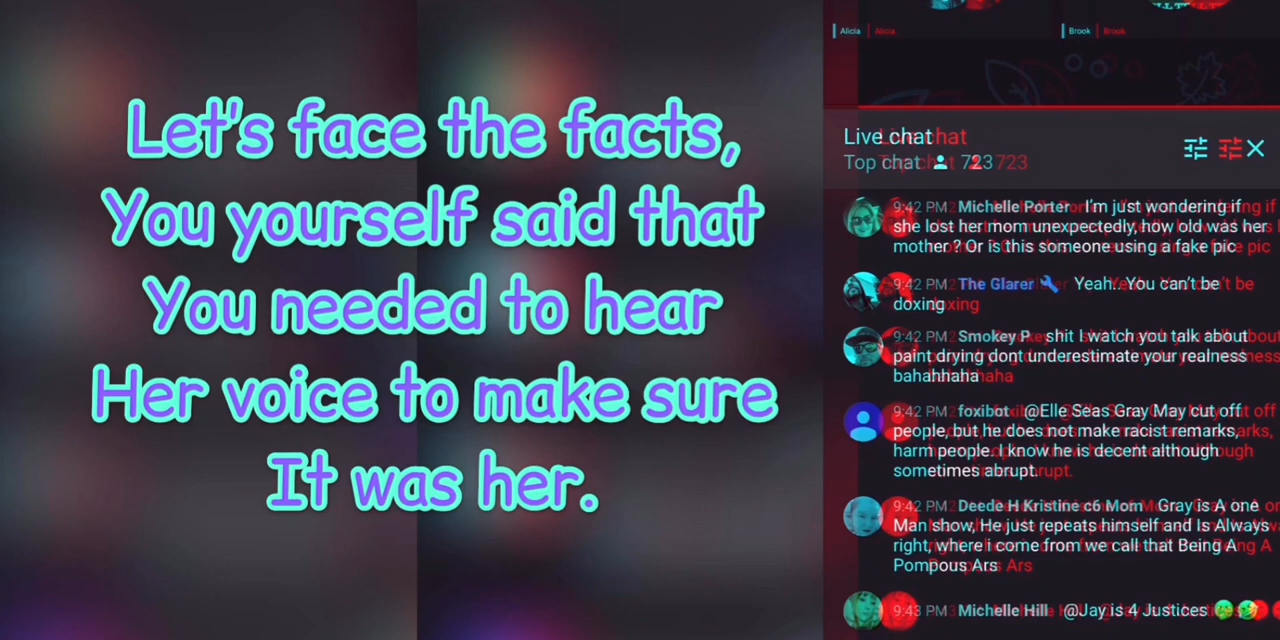 Let's face the facts,
You yourself said that
You needed to hear
Her voice to make sure
It was her.
Alicia
Brook
Live chat
Top chat 723
9:42 PM Michelle Porter I'm just wondering if
she lost her mom unexpectedly, how old was her
mother? Or is this someone using a fake pic
9:42 PM The Glarer Yeah.. You can't be
doxing
9:42 PM Smokey P shit I watch you talk about
paint drying dont underestimate your realness
bahahhaha
9:42 PM foxibot @Elle Seas Gray May cut off
people, but he does not make racist remarks,
harm people. I know he is decent although
sometimes abrupt.
9:42 PM Deede H Kristine c6 Mom Gray is A one
Man show, He just repeats himself and Is Always
right, where i come from we call that Being A
Pompous Ars
9:43 PM Michelle Hill @Jay is 4 Justices